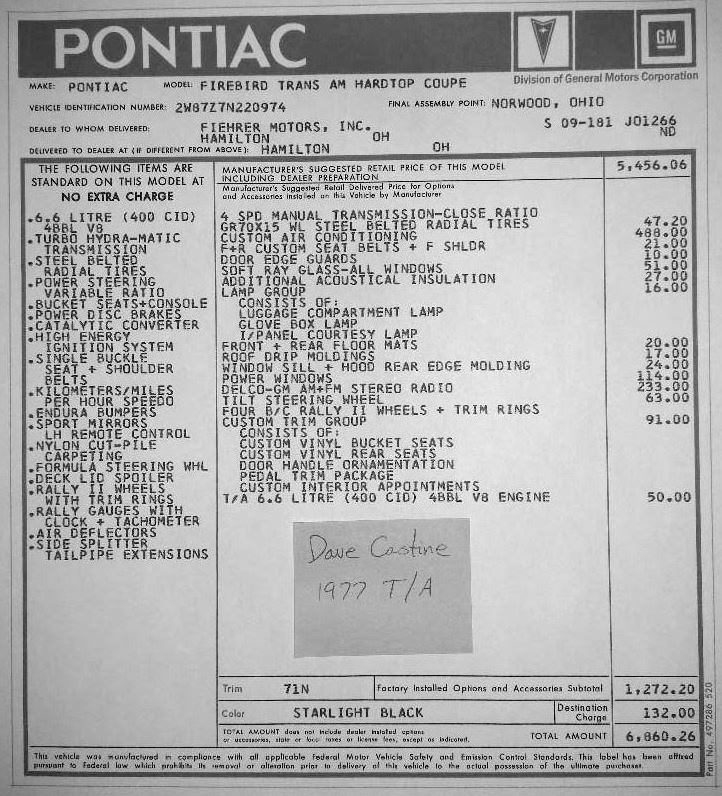 PONTIAC
GM
Division of General Motors Corporation
MAKE: PONTIAC MODEL: FIREBIRD TRANS AM HARDTOP COUPE
VEHICLE IDENTIFICATION NUMBER: 2W87Z7N220974 FINAL ASSEMBLY POINT: NORWOOD, OHIO
DEALER TO WHOM DELIVERED: FIEHRER MOTORS, INC. S 09-181 J01266
HAMILTON OH ND
DELIVERED TO DEALER AT (IF DIFFERENT FROM ABOVE): HAMILTON OH
THE FOLLOWING ITEMS ARE
STANDARD ON THIS MODEL AT
NO EXTRA CHARGE
.6.6 LITRE (400 CID)
4BBL V8
.TURBO HYDRA-MATIC
TRANSMISSION
.STEEL BELTED
RADIAL TIRES
.POWER STEERING
VARIABLE RATIO
.BUCKET SEATS+CONSOLE
.POWER DISC BRAKES
.CATALYTIC CONVERTER
.HIGH ENERGY
IGNITION SYSTEM
.SINGLE BUCKLE
SEAT + SHOULDER
BELTS
.KILOMETERS/MILES
PER HOUR SPEEDO
.ENDURA BUMPERS
.SPORT MIRRORS
LH REMOTE CONTROL
.NYLON CUT-PILE
CARPETING
.FORMULA STEERING WHL
.DECK LID SPOILER
.RALLY II WHEELS
WITH TRIM RINGS
.RALLY GAUGES WITH
CLOCK + TACHOMETER
.AIR DEFLECTORS
.SIDE SPLITTER
TAILPIPE EXTENSIONS
MANUFACTURER'S SUGGESTED RETAIL PRICE OF THIS MODEL 5,456.06
INCLUDING DEALER PREPARATION
Manufacturer's Suggested Retail Delivered Price for Options
and Accessories Installed on this Vehicle by Manufacturer
4 SPD MANUAL TRANSMISSION-CLOSE RATIO
GR70X15 WL STEEL BELTED RADIAL TIRES 47.20
CUSTOM AIR CONDITIONING 488.00
F+R CUSTOM SEAT BELTS + F SHLDR 21.00
DOOR EDGE GUARDS 10.00
SOFT RAY GLASS-ALL WINDOWS 51.00
ADDITIONAL ACOUSTICAL INSULATION 27.00
LAMP GROUP 16.00
CONSISTS OF:
LUGGAGE COMPARTMENT LAMP
GLOVE BOX LAMP
I/PANEL COURTESY LAMP
FRONT + REAR FLOOR MATS 20.00
ROOF DRIP MOLDINGS 17.00
WINDOW SILL + HOOD REAR EDGE MOLDING 24.00
POWER WINDOWS 114.00
DELCO-GM AM+FM STEREO RADIO 233.00
TILT STEERING WHEEL 63.00
FOUR B/C RALLY II WHEELS + TRIM RINGS
CUSTOM TRIM GROUP 91.00
CONSISTS OF:
CUSTOM VINYL BUCKET SEATS
CUSTOM VINYL REAR SEATS
DOOR HANDLE ORNAMENTATION
PEDAL TRIM PACKAGE
CUSTOM INTERIOR APPOINTMENTS
T/A 6.6 LITRE (400 CID) 4BBL V8 ENGINE 50.00
Dave Castine
1977 T/A
Trim 71N Factory Installed Options and Accessories Subtotal 1,272.20
Color STARLIGHT BLACK Destination Charge 132.00
TOTAL AMOUNT does not include dealer installed options
or accessories, state or local taxes or license fees, except as indicated. TOTAL AMOUNT 6,860.26
This vehicle was manufactured in compliance with all applicable Federal Motor Vehicle Safety and Emission Control Standards. This label has been affixed
pursuant to Federal law which prohibits its removal or alteration prior to delivery of this vehicle to the actual possession of the ultimate purchaser.
Part No. 497286 520